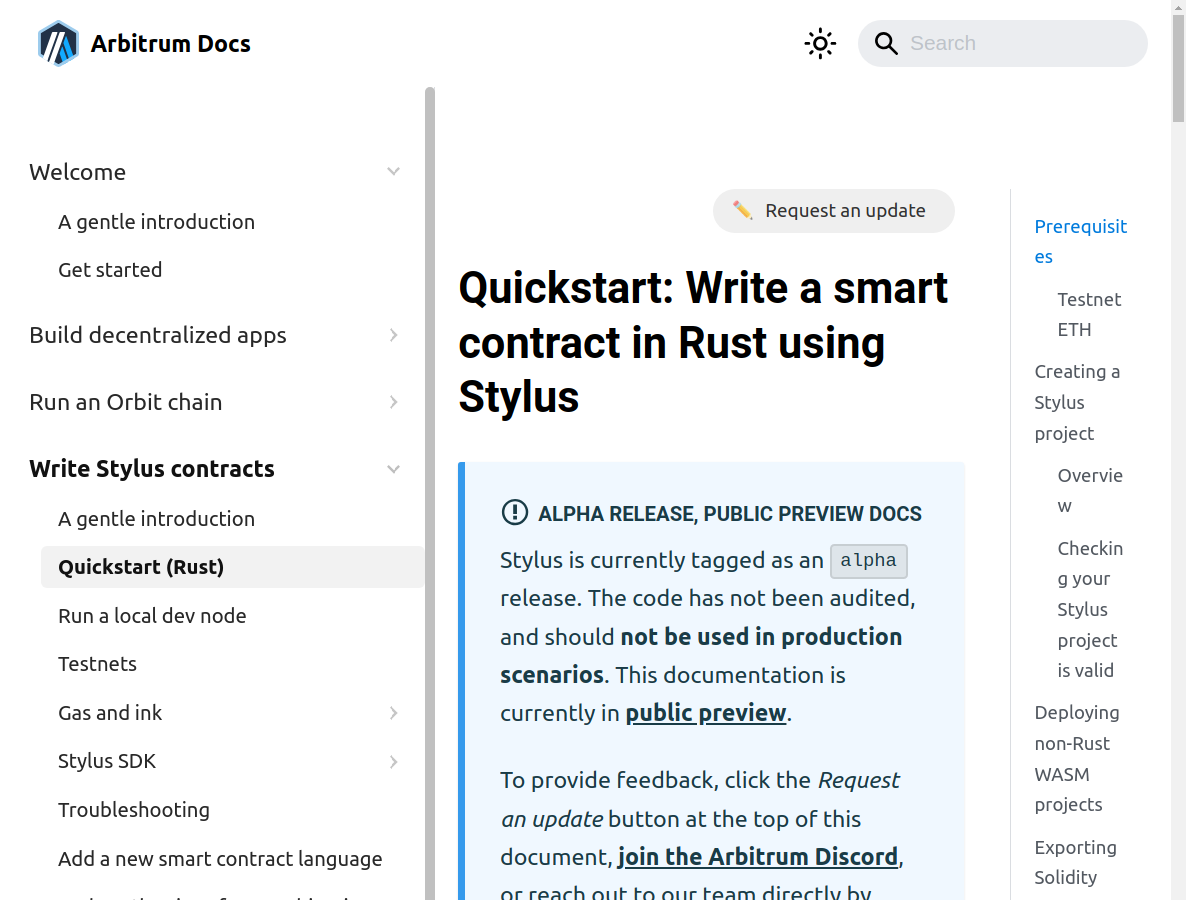 Arbitrum Docs
Search
Welcome
A gentle introduction
Get started
Build decentralized apps
Run an Orbit chain
Write Stylus contracts
A gentle introduction
Quickstart (Rust)
Run a local dev node
Testnets
Gas and ink
Stylus SDK
Troubleshooting
Add a new smart contract language
Request an update
Quickstart: Write a smart
contract in Rust using
Stylus
ALPHA RELEASE, PUBLIC PREVIEW DOCS
Stylus is currently tagged as an alpha
release. The code has not been audited,
and should not be used in production
scenarios. This documentation is
currently in public preview.
To provide feedback, click the Request
an update button at the top of this
document, join the Arbitrum Discord,
or reach out to our team directly by
Prerequisit
es
Testnet
ETH
Creating a
Stylus
project
Overvie
w
Checkin
g your
Stylus
project
is valid
Deploying
non-Rust
WASM
projects
Exporting
Solidity